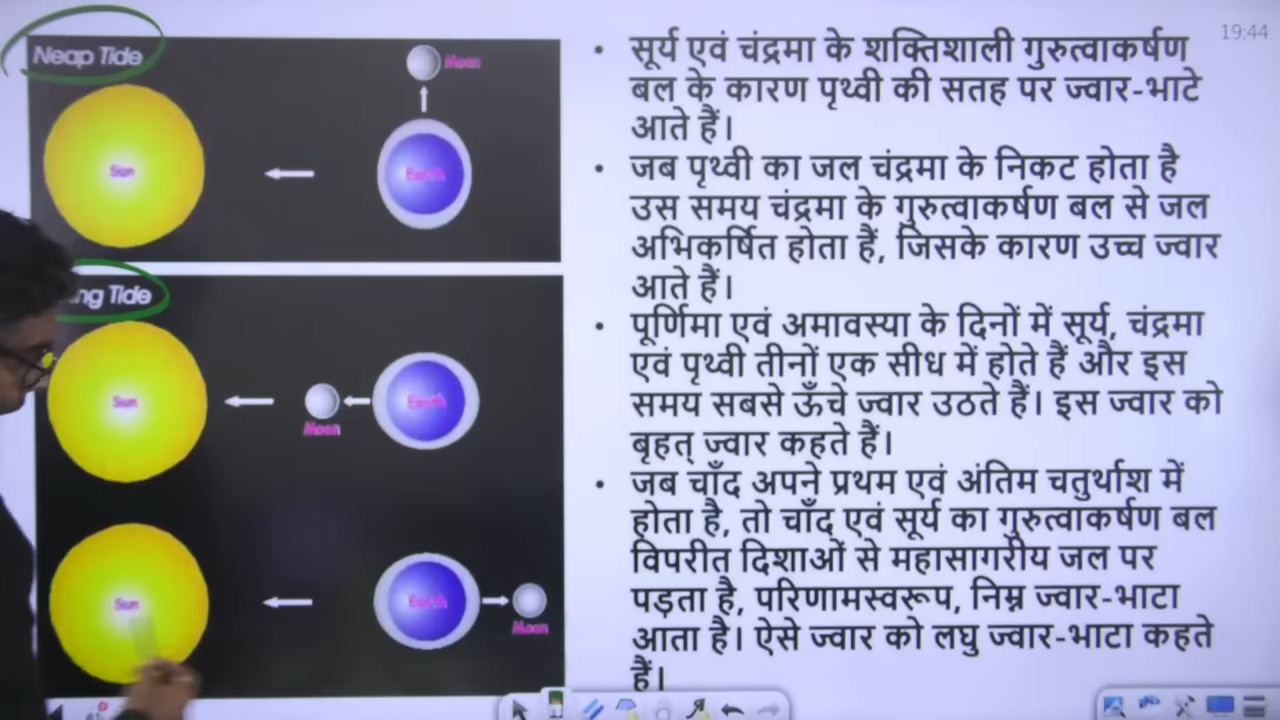 Neap Tide
Moon
Sun
Earth
ng Tide
Sun
Moon
Earth
Sun
Earth
Moon
19:44
• सूर्य एवं चंद्रमा के शक्तिशाली गुरुत्वाकर्षण
बल के कारण पृथ्वी की सतह पर ज्वार-भाटे
आते हैं।
• जब पृथ्वी का जल चंद्रमा के निकट होता है
उस समय चंद्रमा के गुरुत्वाकर्षण बल से जल
अभिकर्षित होता हैं, जिसके कारण उच्च ज्वार
आते हैं।
• पूर्णिमा एवं अमावस्या के दिनों में सूर्य, चंद्रमा
एवं पृथ्वी तीनों एक सीध में होते हैं और इस
समय सबसे ऊँचे ज्वार उठते हैं। इस ज्वार को
बृहत् ज्वार कहते हैं।
• जब चाँद अपने प्रथम एवं अंतिम चतुर्थाश में
होता है, तो चाँद एवं सूर्य का गुरुत्वाकर्षण बल
विपरीत दिशाओं से महासागरीय जल पर
पड़ता है, परिणामस्वरूप, निम्न ज्वार-भाटा
आता है। ऐसे ज्वार को लघु ज्वार-भाटा कहते
हैं।